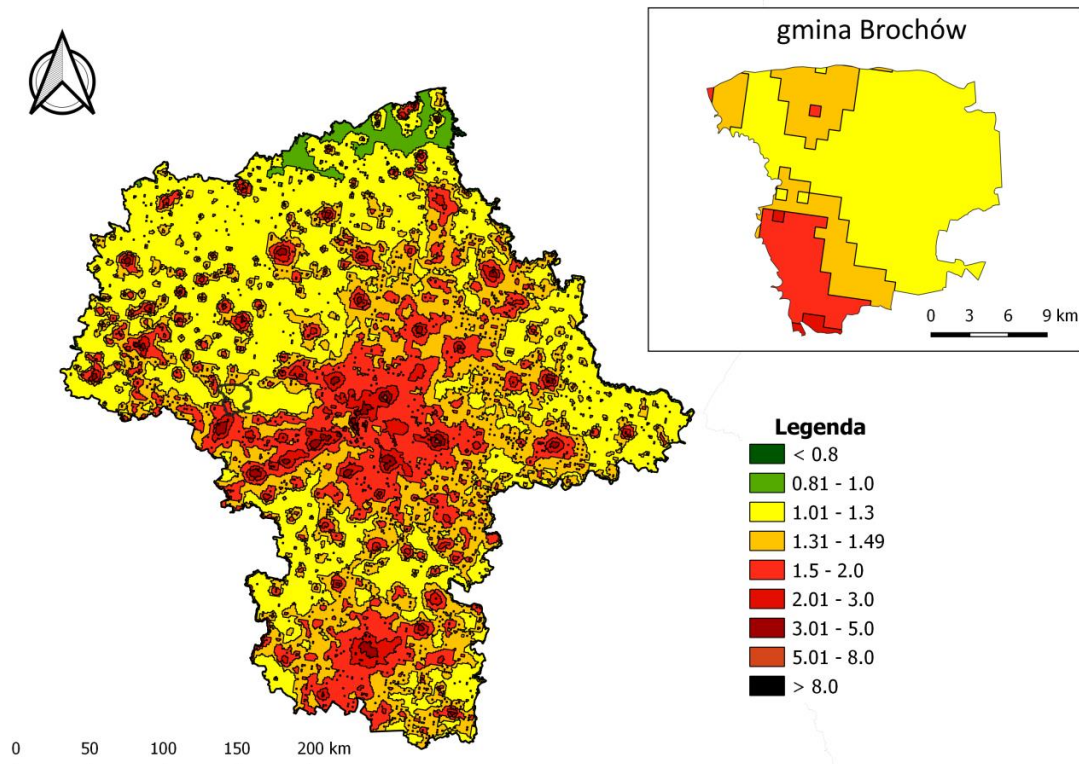 gmina Brochów
0 3 6 9 km
Legenda
< 0.8
0.81 - 1.0
1.01 - 1.3
1.31 - 1.49
1.5 - 2.0
2.01 - 3.0
3.01 - 5.0
5.01 - 8.0
> 8.0
0 50 100 150 200 km